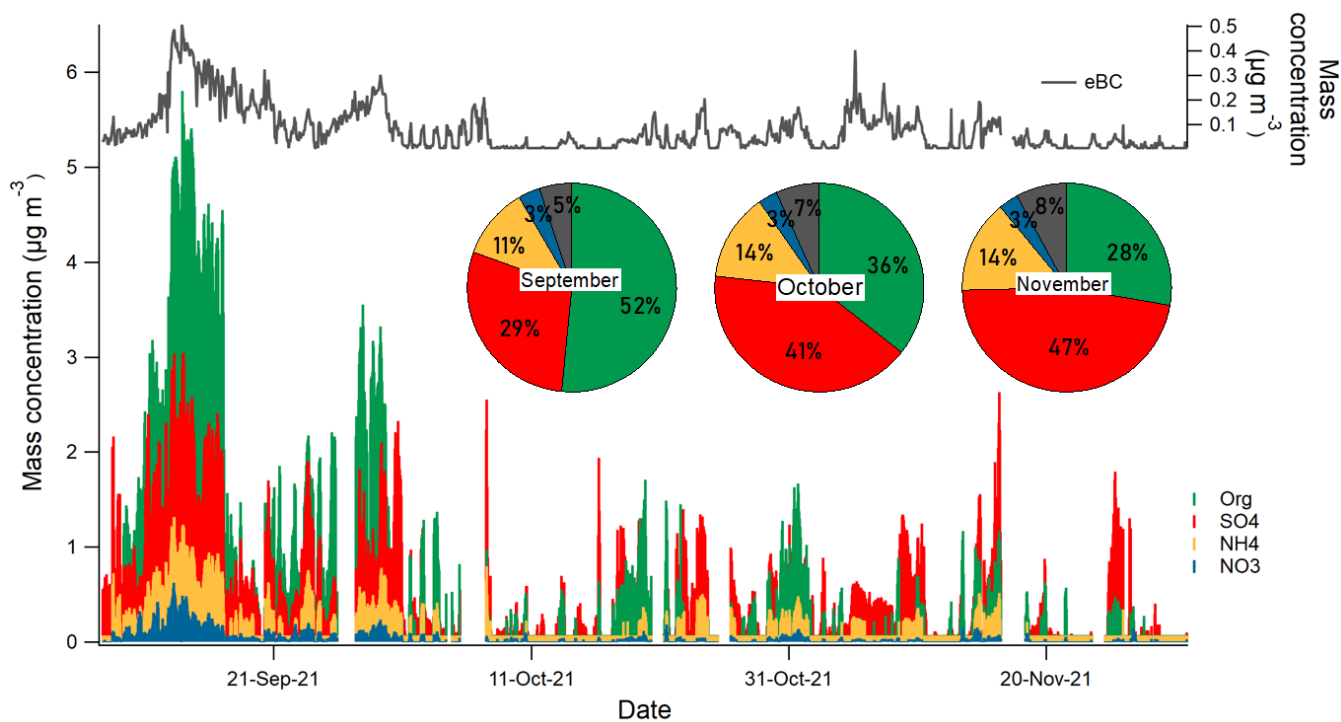 Mass concentration (µg m⁻³)
6
5
4
3
2
1
0
eBC
0.5
0.4
0.3
0.2
0.1
Mass
concentration
(µg m⁻³)
5%
3%
11%
September
52%
29%
7%
3%
14%
36%
October
41%
8%
3%
28%
14%
November
47%
Org
SO4
NH4
NO3
21-Sep-21
11-Oct-21
31-Oct-21
20-Nov-21
Date